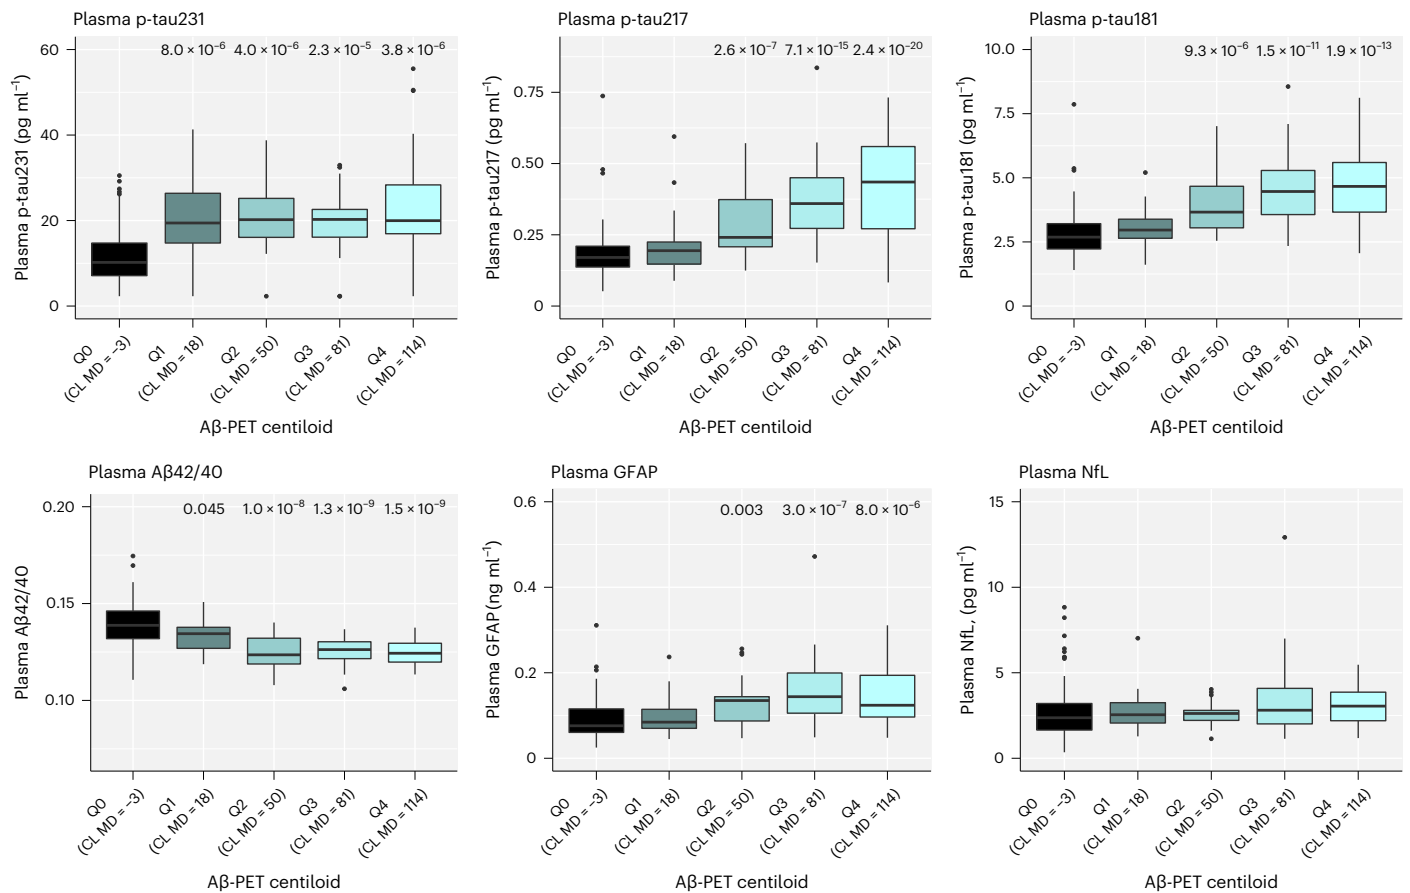 Plasma p-tau231
Plasma p-tau231 (pg ml⁻¹)
60
40
20
0
8.0 × 10⁻⁶ 4.0 × 10⁻⁶ 2.3 × 10⁻⁵ 3.8 × 10⁻⁶
Q0
(CL MD = −3)
Q1
(CL MD = 18)
Q2
(CL MD = 50)
Q3
(CL MD = 81)
Q4
(CL MD = 114)
Aβ-PET centiloid
Plasma p-tau217
Plasma p-tau217 (pg ml⁻¹)
0.75
0.50
0.25
0
2.6 × 10⁻⁷ 7.1 × 10⁻¹⁵ 2.4 × 10⁻²⁰
Q0
(CL MD = −3)
Q1
(CL MD = 18)
Q2
(CL MD = 50)
Q3
(CL MD = 81)
Q4
(CL MD = 114)
Aβ-PET centiloid
Plasma p-tau181
Plasma p-tau181 (pg ml⁻¹)
10.0
7.5
5.0
2.5
0
9.3 × 10⁻⁶ 1.5 × 10⁻¹¹ 1.9 × 10⁻¹³
Q0
(CL MD = −3)
Q1
(CL MD = 18)
Q2
(CL MD = 50)
Q3
(CL MD = 81)
Q4
(CL MD = 114)
Aβ-PET centiloid
Plasma Aβ42/40
Plasma Aβ42/40
0.20
0.15
0.10
0.045 1.0 × 10⁻⁸ 1.3 × 10⁻⁹ 1.5 × 10⁻⁹
Q0
(CL MD = −3)
Q1
(CL MD = 18)
Q2
(CL MD = 50)
Q3
(CL MD = 81)
Q4
(CL MD = 114)
Aβ-PET centiloid
Plasma GFAP
Plasma GFAP(ng ml⁻¹)
0.6
0.4
0.2
0
0.003 3.0 × 10⁻⁷ 8.0 × 10⁻⁶
Q0
(CL MD = −3)
Q1
(CL MD = 18)
Q2
(CL MD = 50)
Q3
(CL MD = 81)
Q4
(CL MD = 114)
Aβ-PET centiloid
Plasma NfL
Plasma NfL, (pg ml⁻¹)
15
10
5
0
Q0
(CL MD = −3)
Q1
(CL MD = 18)
Q2
(CL MD = 50)
Q3
(CL MD = 81)
Q4
(CL MD = 114)
Aβ-PET centiloid